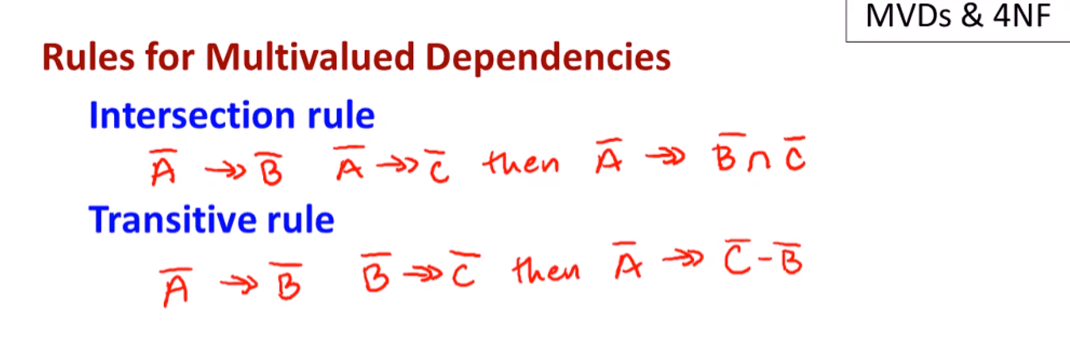 MVDs & 4NF
Rules for Multivalued Dependencies
Intersection rule
A̅ ↠ B̅ A̅ ↠ C̅ then A̅ ↠ B̅ ∩ C̅
Transitive rule
A̅ ↠ B̅ B̅ ↠ C̅ then A̅ ↠ C̅ - B̅